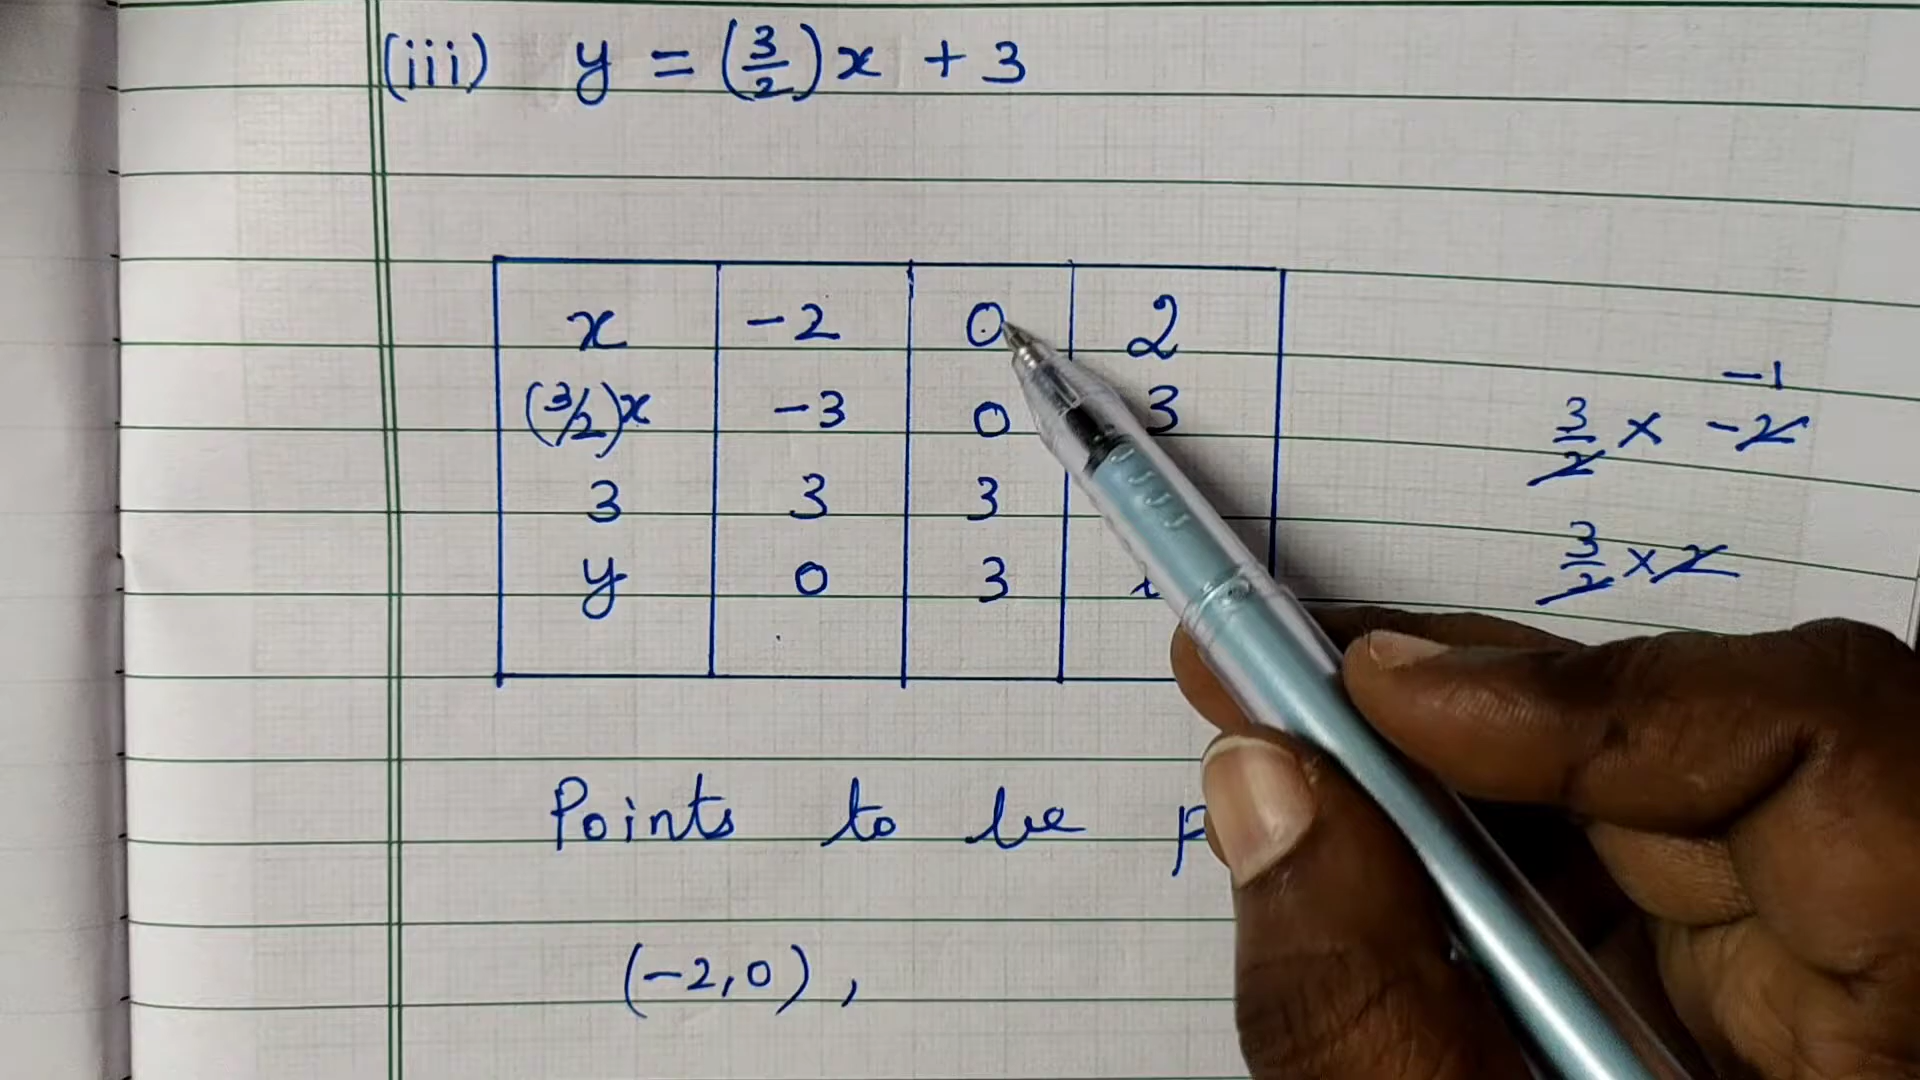 (iii) y = (3/2)x + 3
x -2 0 2
(3/2)x -3 0 3
3 3 3
y 0 3
-1
3/2 × -2
3/2 × 2
Points to be
(-2,0),